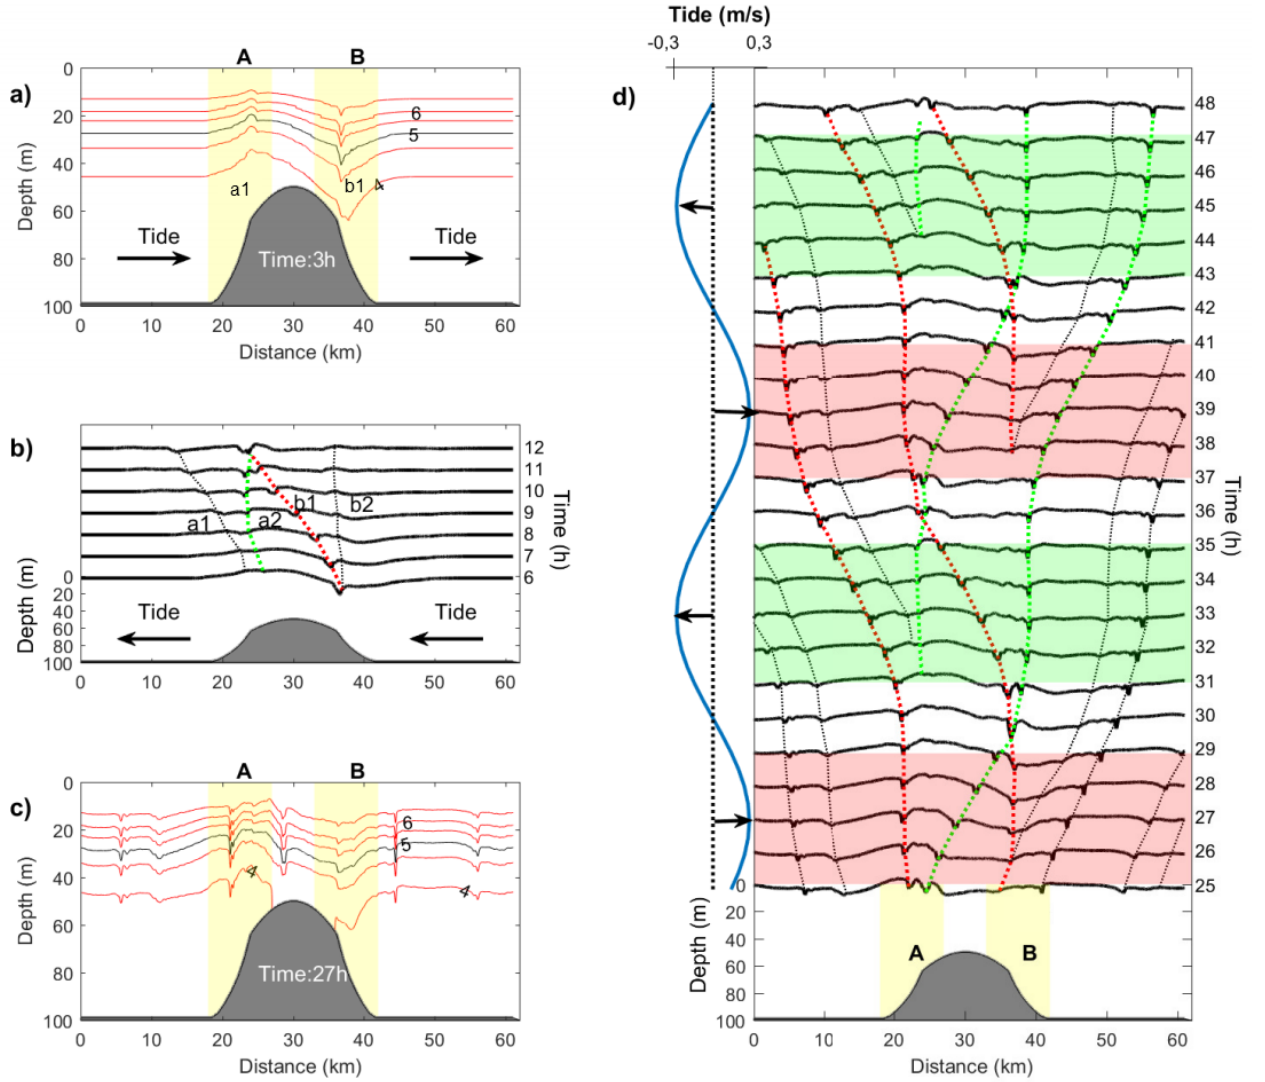 Tide (m/s)
-0,3 0,3
a)
A B
0
20
40
60
80
100
Depth (m)
6
5
4
a1
b1
Tide
Tide
Time:3h
0 10 20 30 40 50 60
Distance (km)
b)
12
11
10
9
8
7
6
Time (h)
a1
a2
b1
b2
0
20
40
60
80
100
Depth (m)
Tide
Tide
0 10 20 30 40 50 60
c)
A B
0
20
40
60
80
100
Depth (m)
6
5
4
4
Time:27h
0 10 20 30 40 50 60
Distance (km)
d)
48
47
46
45
44
43
42
41
40
39
38
37
36
35
34
33
32
31
30
29
28
27
26
25
Time (h)
0
20
40
60
80
100
Depth (m)
A B
0 10 20 30 40 50 60
Distance (km)